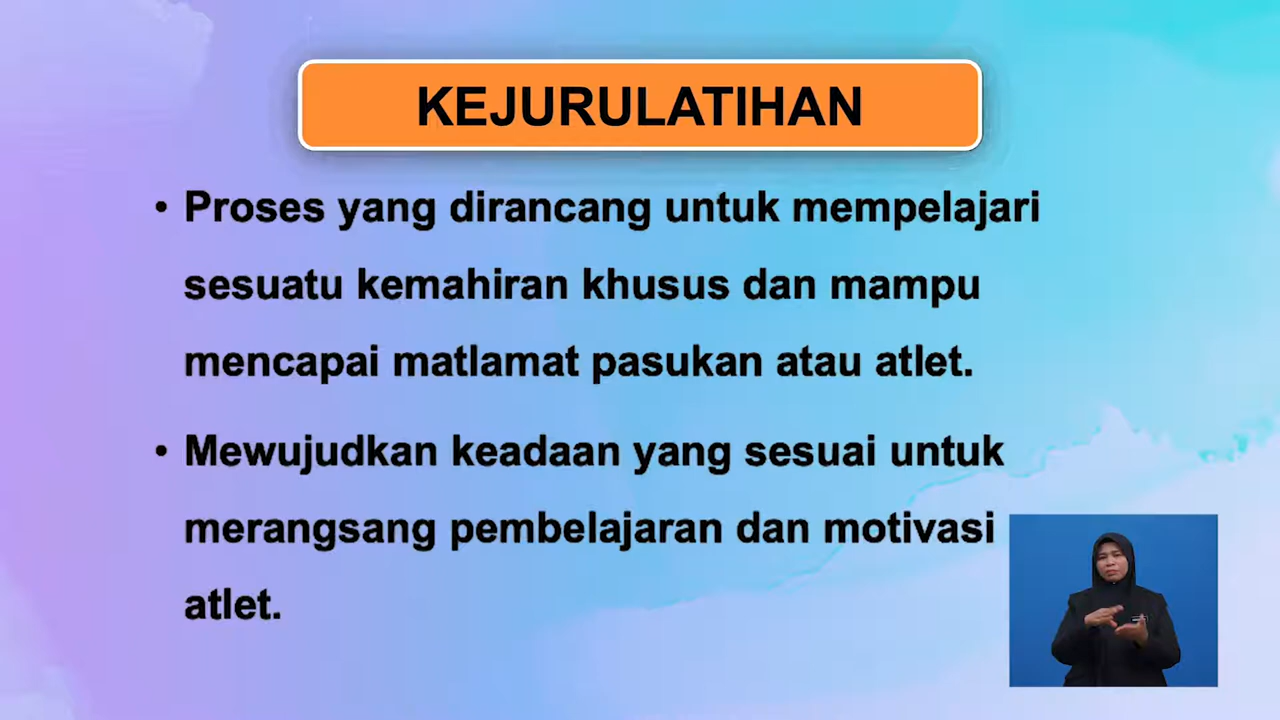 KEJURULATIHAN
• Proses yang dirancang untuk mempelajari
sesuatu kemahiran khusus dan mampu
mencapai matlamat pasukan atau atlet.
• Mewujudkan keadaan yang sesuai untuk
merangsang pembelajaran dan motivasi
atlet.